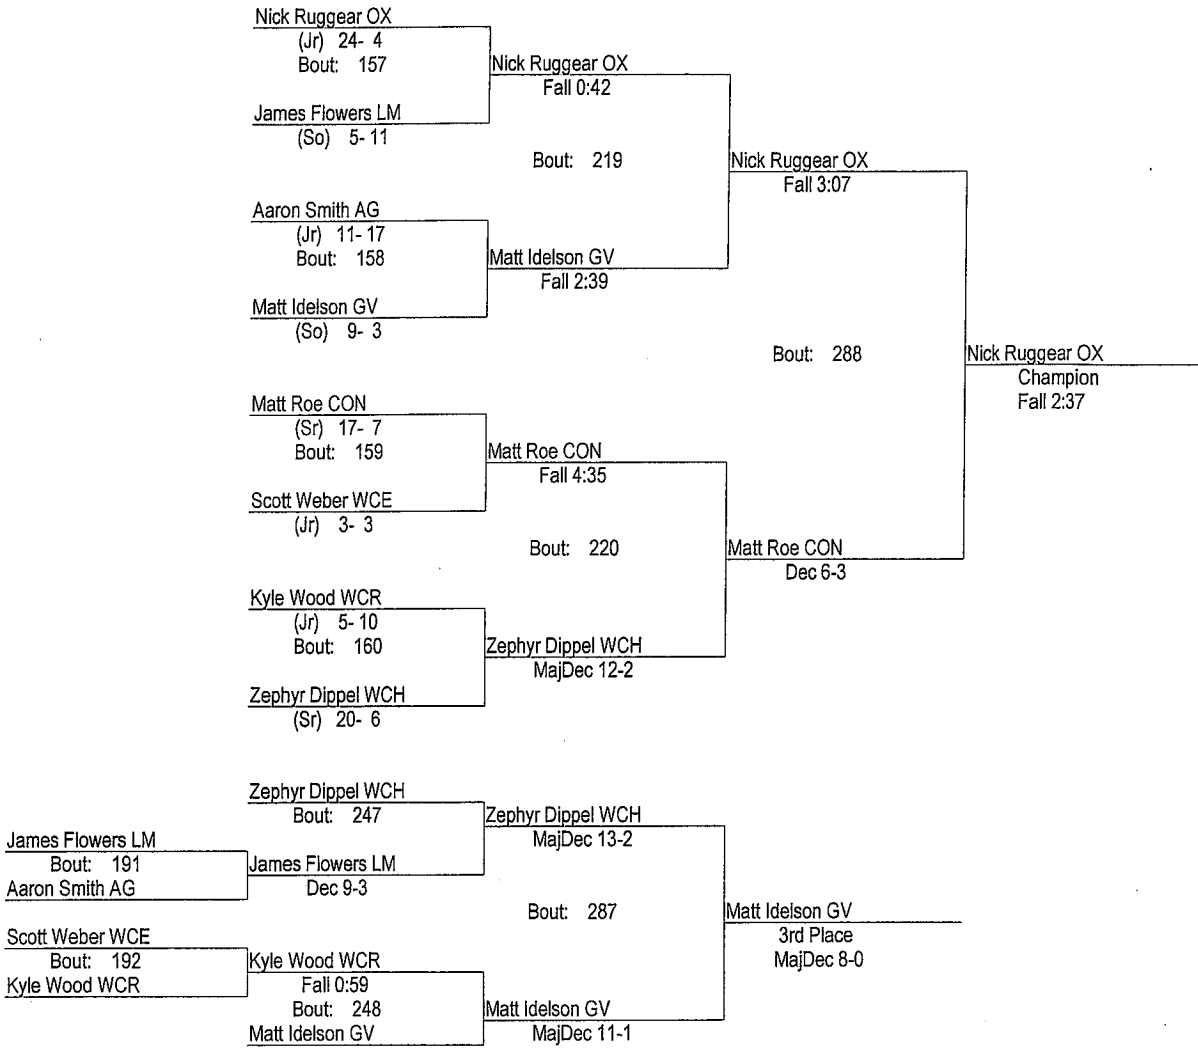 Nick Ruggear OX
(Jr) 24- 4
Bout: 157
Nick Ruggear OX
Fall 0:42
James Flowers LM
(So) 5- 11
Bout: 219
Nick Ruggear OX
Fall 3:07
Aaron Smith AG
(Jr) 11- 17
Bout: 158
Matt Idelson GV
Fall 2:39
Matt Idelson GV
(So) 9- 3
Bout: 288
Nick Ruggear OX
Champion
Fall 2:37
Matt Roe CON
(Sr) 17- 7
Bout: 159
Matt Roe CON
Fall 4:35
Scott Weber WCE
(Jr) 3- 3
Bout: 220
Matt Roe CON
Dec 6-3
Kyle Wood WCR
(Jr) 5- 10
Bout: 160
Zephyr Dippel WCH
MajDec 12-2
Zephyr Dippel WCH
(Sr) 20- 6
Zephyr Dippel WCH
Bout: 247
Zephyr Dippel WCH
MajDec 13-2
James Flowers LM
Bout: 191
Aaron Smith AG
James Flowers LM
Dec 9-3
Bout: 287
Matt Idelson GV
3rd Place
MajDec 8-0
Scott Weber WCE
Bout: 192
Kyle Wood WCR
Kyle Wood WCR
Fall 0:59
Bout: 248
Matt Idelson GV
Matt Idelson GV
MajDec 11-1